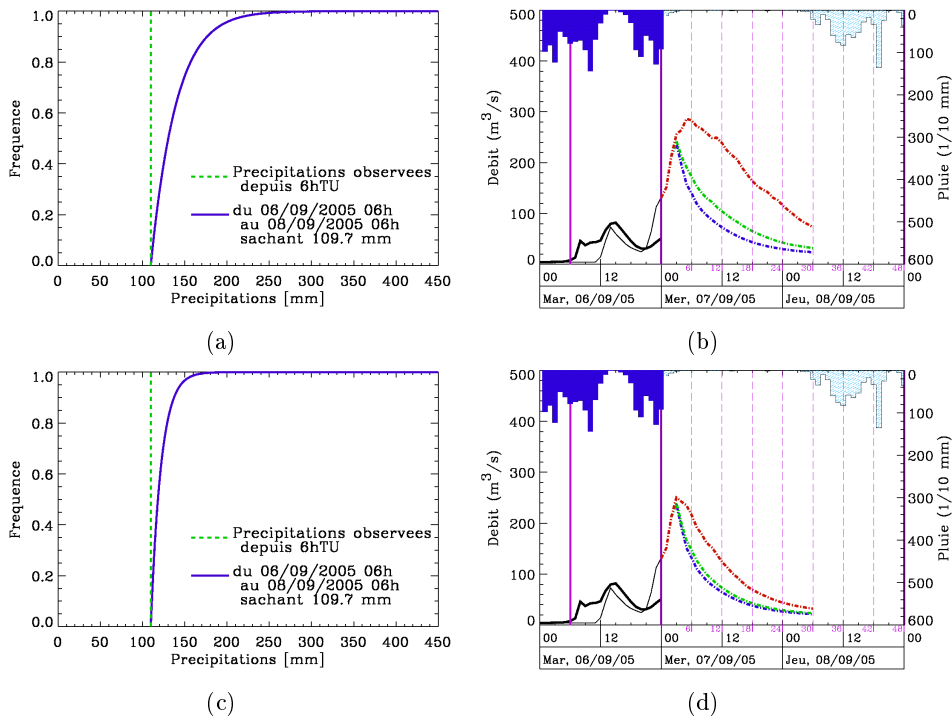 1.0
0.8
0.6
0.4
0.2
0.0
Frequence
Precipitations observees
depuis 6hTU
du 06/09/2005 06h
au 08/09/2005 06h
sachant 109.7 mm
0 50 100 150 200 250 300 350 400 450
Precipitations [mm]
(a)
500
400
300
200
100
0
Debit (m³/s)
0
100
200
300
400
500
600
Pluie (1/10 mm)
6 12 18 24 30 36 42 48
00 12 00 12 00 12
Mar, 06/09/05 Mer, 07/09/05 Jeu, 08/09/05
(b)
1.0
0.8
0.6
0.4
0.2
0.0
Frequence
Precipitations observees
depuis 6hTU
du 06/09/2005 06h
au 08/09/2005 06h
sachant 109.7 mm
0 50 100 150 200 250 300 350 400 450
Precipitations [mm]
(c)
500
400
300
200
100
0
Debit (m³/s)
0
100
200
300
400
500
600
Pluie (1/10 mm)
6 12 18 24 30 36 42 48
00 12 00 12 00 12
Mar, 06/09/05 Mer, 07/09/05 Jeu, 08/09/05
(d)